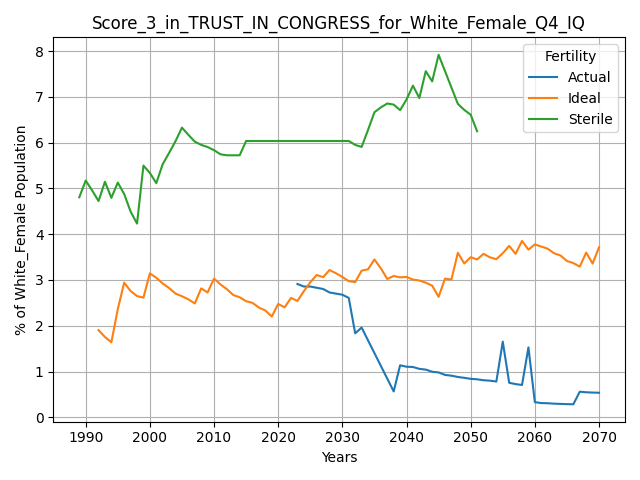 Score_3_in_TRUST_IN_CONGRESS_for_White_Female_Q4_IQ
% of White_Female Population
8
7
6
5
4
3
2
1
0
Fertility
Actual
Ideal
Sterile
1990 2000 2010 2020 2030 2040 2050 2060 2070
Years